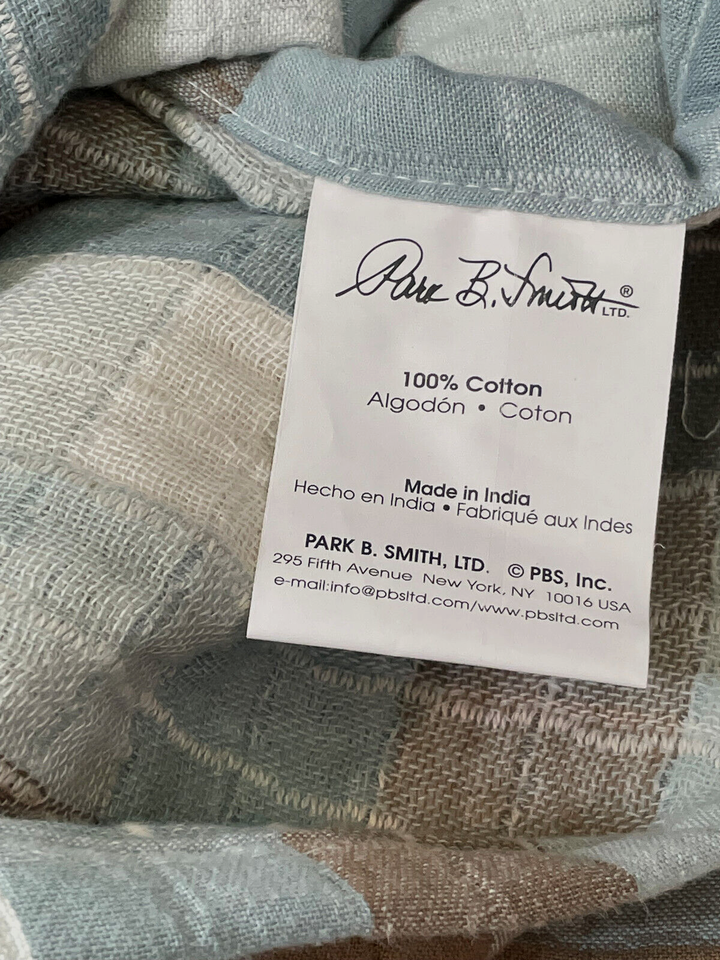 Park B. Smith® LTD.
100% Cotton
Algodón • Coton
Made in India
Hecho en India • Fabriqué aux Indes
PARK B. SMITH, LTD. © PBS, Inc.
295 Fifth Avenue New York, NY 10016 USA
e-mail:info@pbsltd.com/www.pbsltd.com